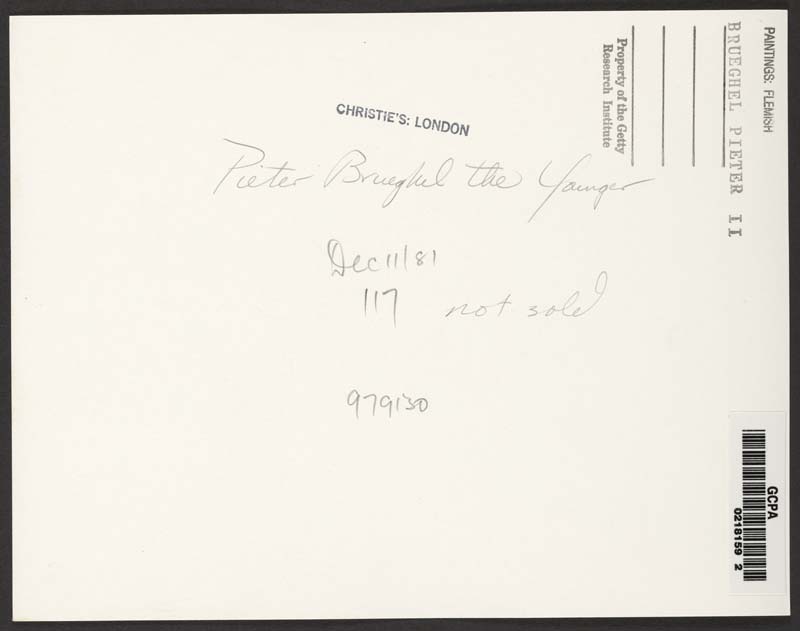 CHRISTIE'S: LONDON
Pieter Brueghel the Younger
Dec 11/81
117 not sold
979130
PAINTINGS: FLEMISH
BRUEGHEL PIETER II
Property of the Getty
Research Institute
GCPA
0218159 2